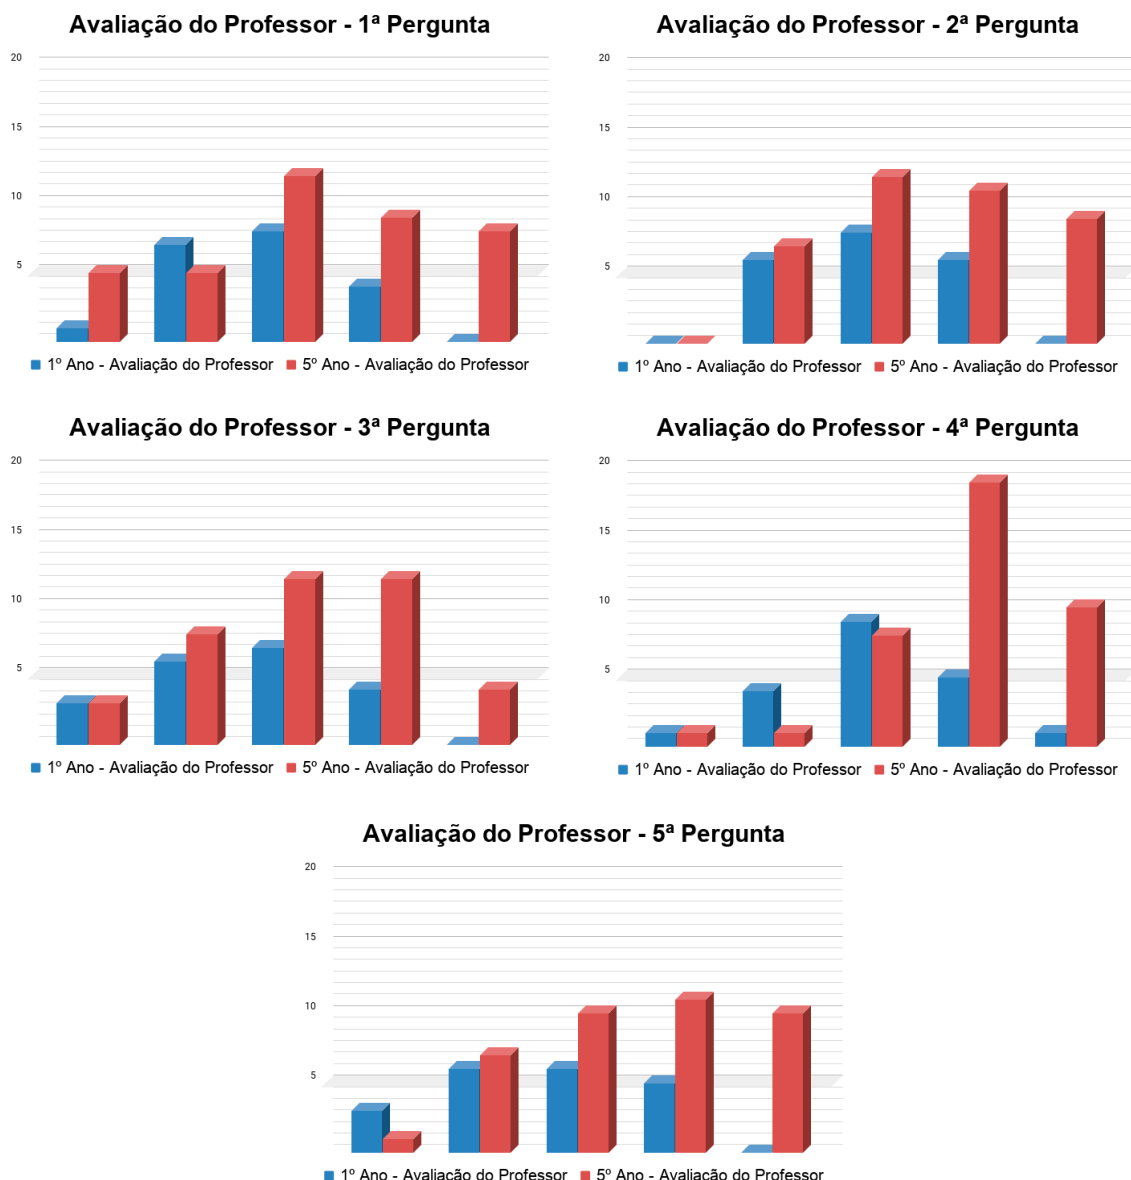 Avaliação do Professor - 1ª Pergunta
20
15
10
5
1º Ano - Avaliação do Professor 5º Ano - Avaliação do Professor
Avaliação do Professor - 2ª Pergunta
20
15
10
5
1º Ano - Avaliação do Professor 5º Ano - Avaliação do Professor
Avaliação do Professor - 3ª Pergunta
20
15
10
5
1º Ano - Avaliação do Professor 5º Ano - Avaliação do Professor
Avaliação do Professor - 4ª Pergunta
20
15
10
5
1º Ano - Avaliação do Professor 5º Ano - Avaliação do Professor
Avaliação do Professor - 5ª Pergunta
20
15
10
5
1º Ano - Avaliação do Professor 5º Ano - Avaliação do Professor